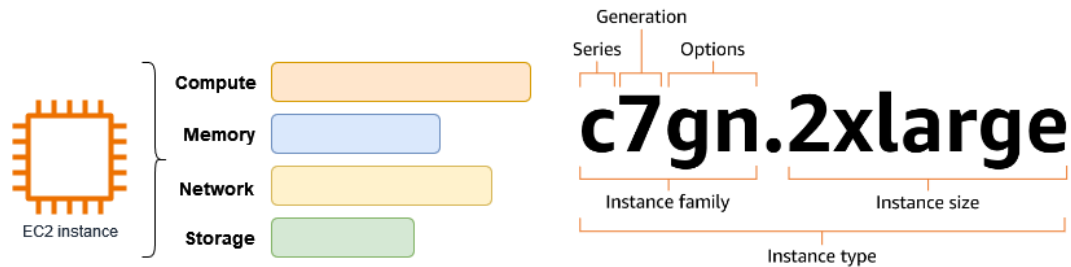 Compute
Memory
Network
Storage
EC2 instance
Generation
Series
Options
c7gn.2xlarge
Instance family
Instance size
Instance type